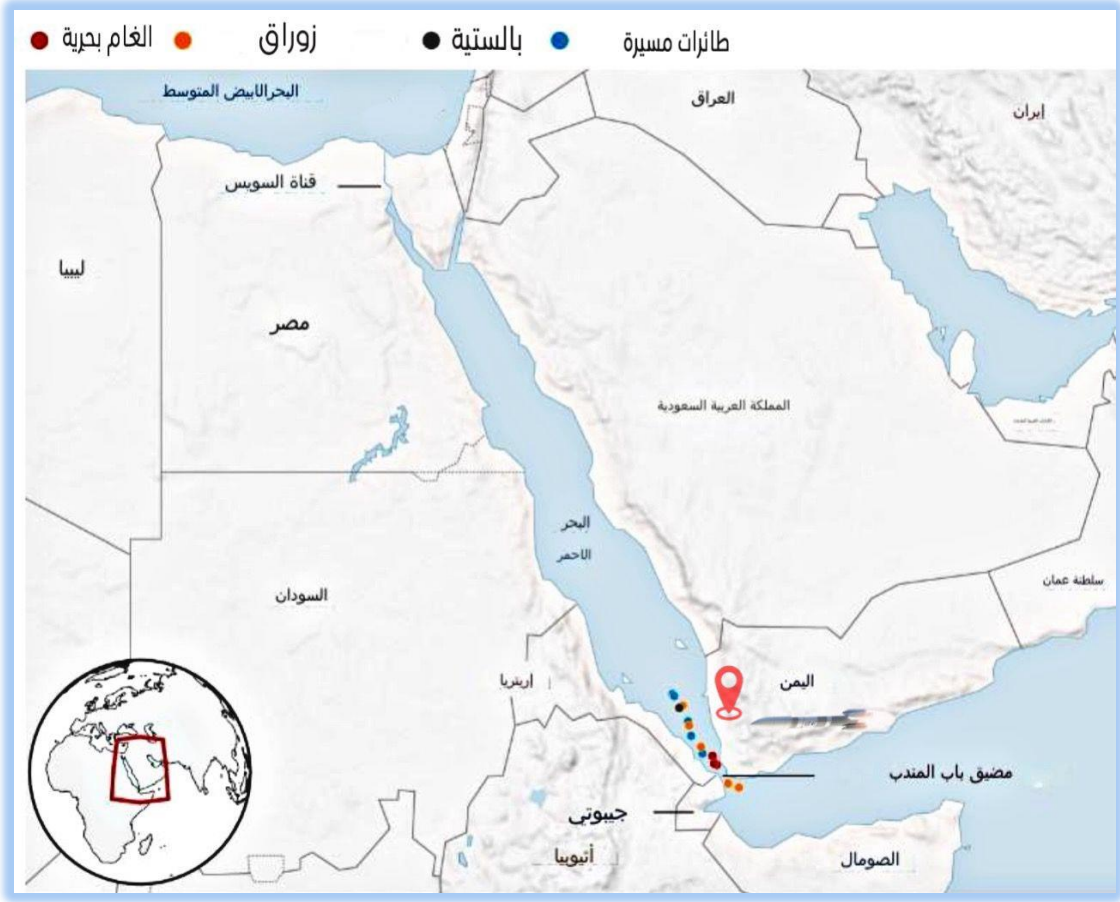 طائرات مسيرة بالستية زوراق الغام بحرية
البحرالابيض المتوسط
العراق
إيران
قناة السويس
ليبيا
مصر
المملكة العربية السعودية
البحر
الاحمر
سلطنة عمان
السودان
إريتريا
اليمن
مضيق باب المندب
جيبوتي
أثيوبيا
الصومال